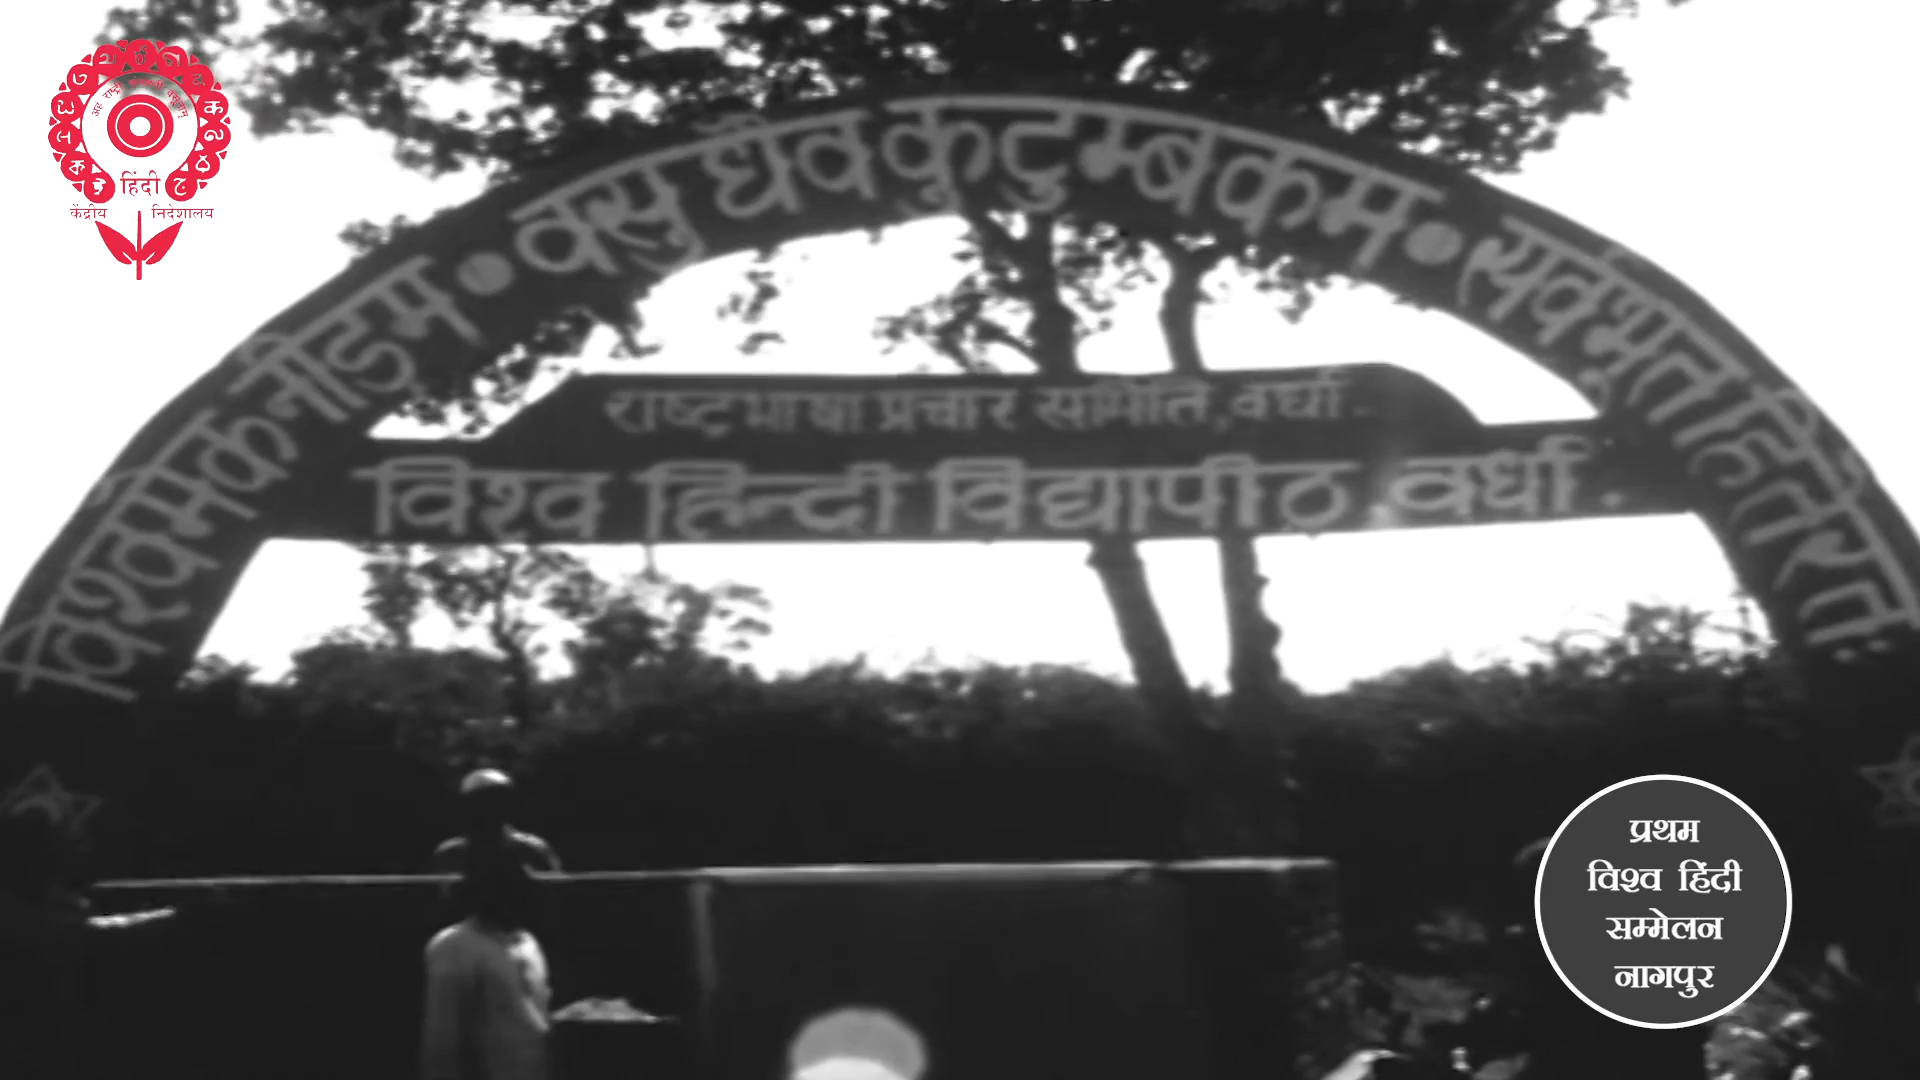 हिंदी
केंद्रीय निदेशालय
विश्वमेकनीडम • वसुधैवकुटुम्बकम • सर्वभूतहितेरता
राष्ट्रभाषा प्रचार समिति, वर्धा
विश्व हिन्दी विद्यापीठ, वर्धा.
प्रथम
विश्व हिंदी
सम्मेलन
नागपुर